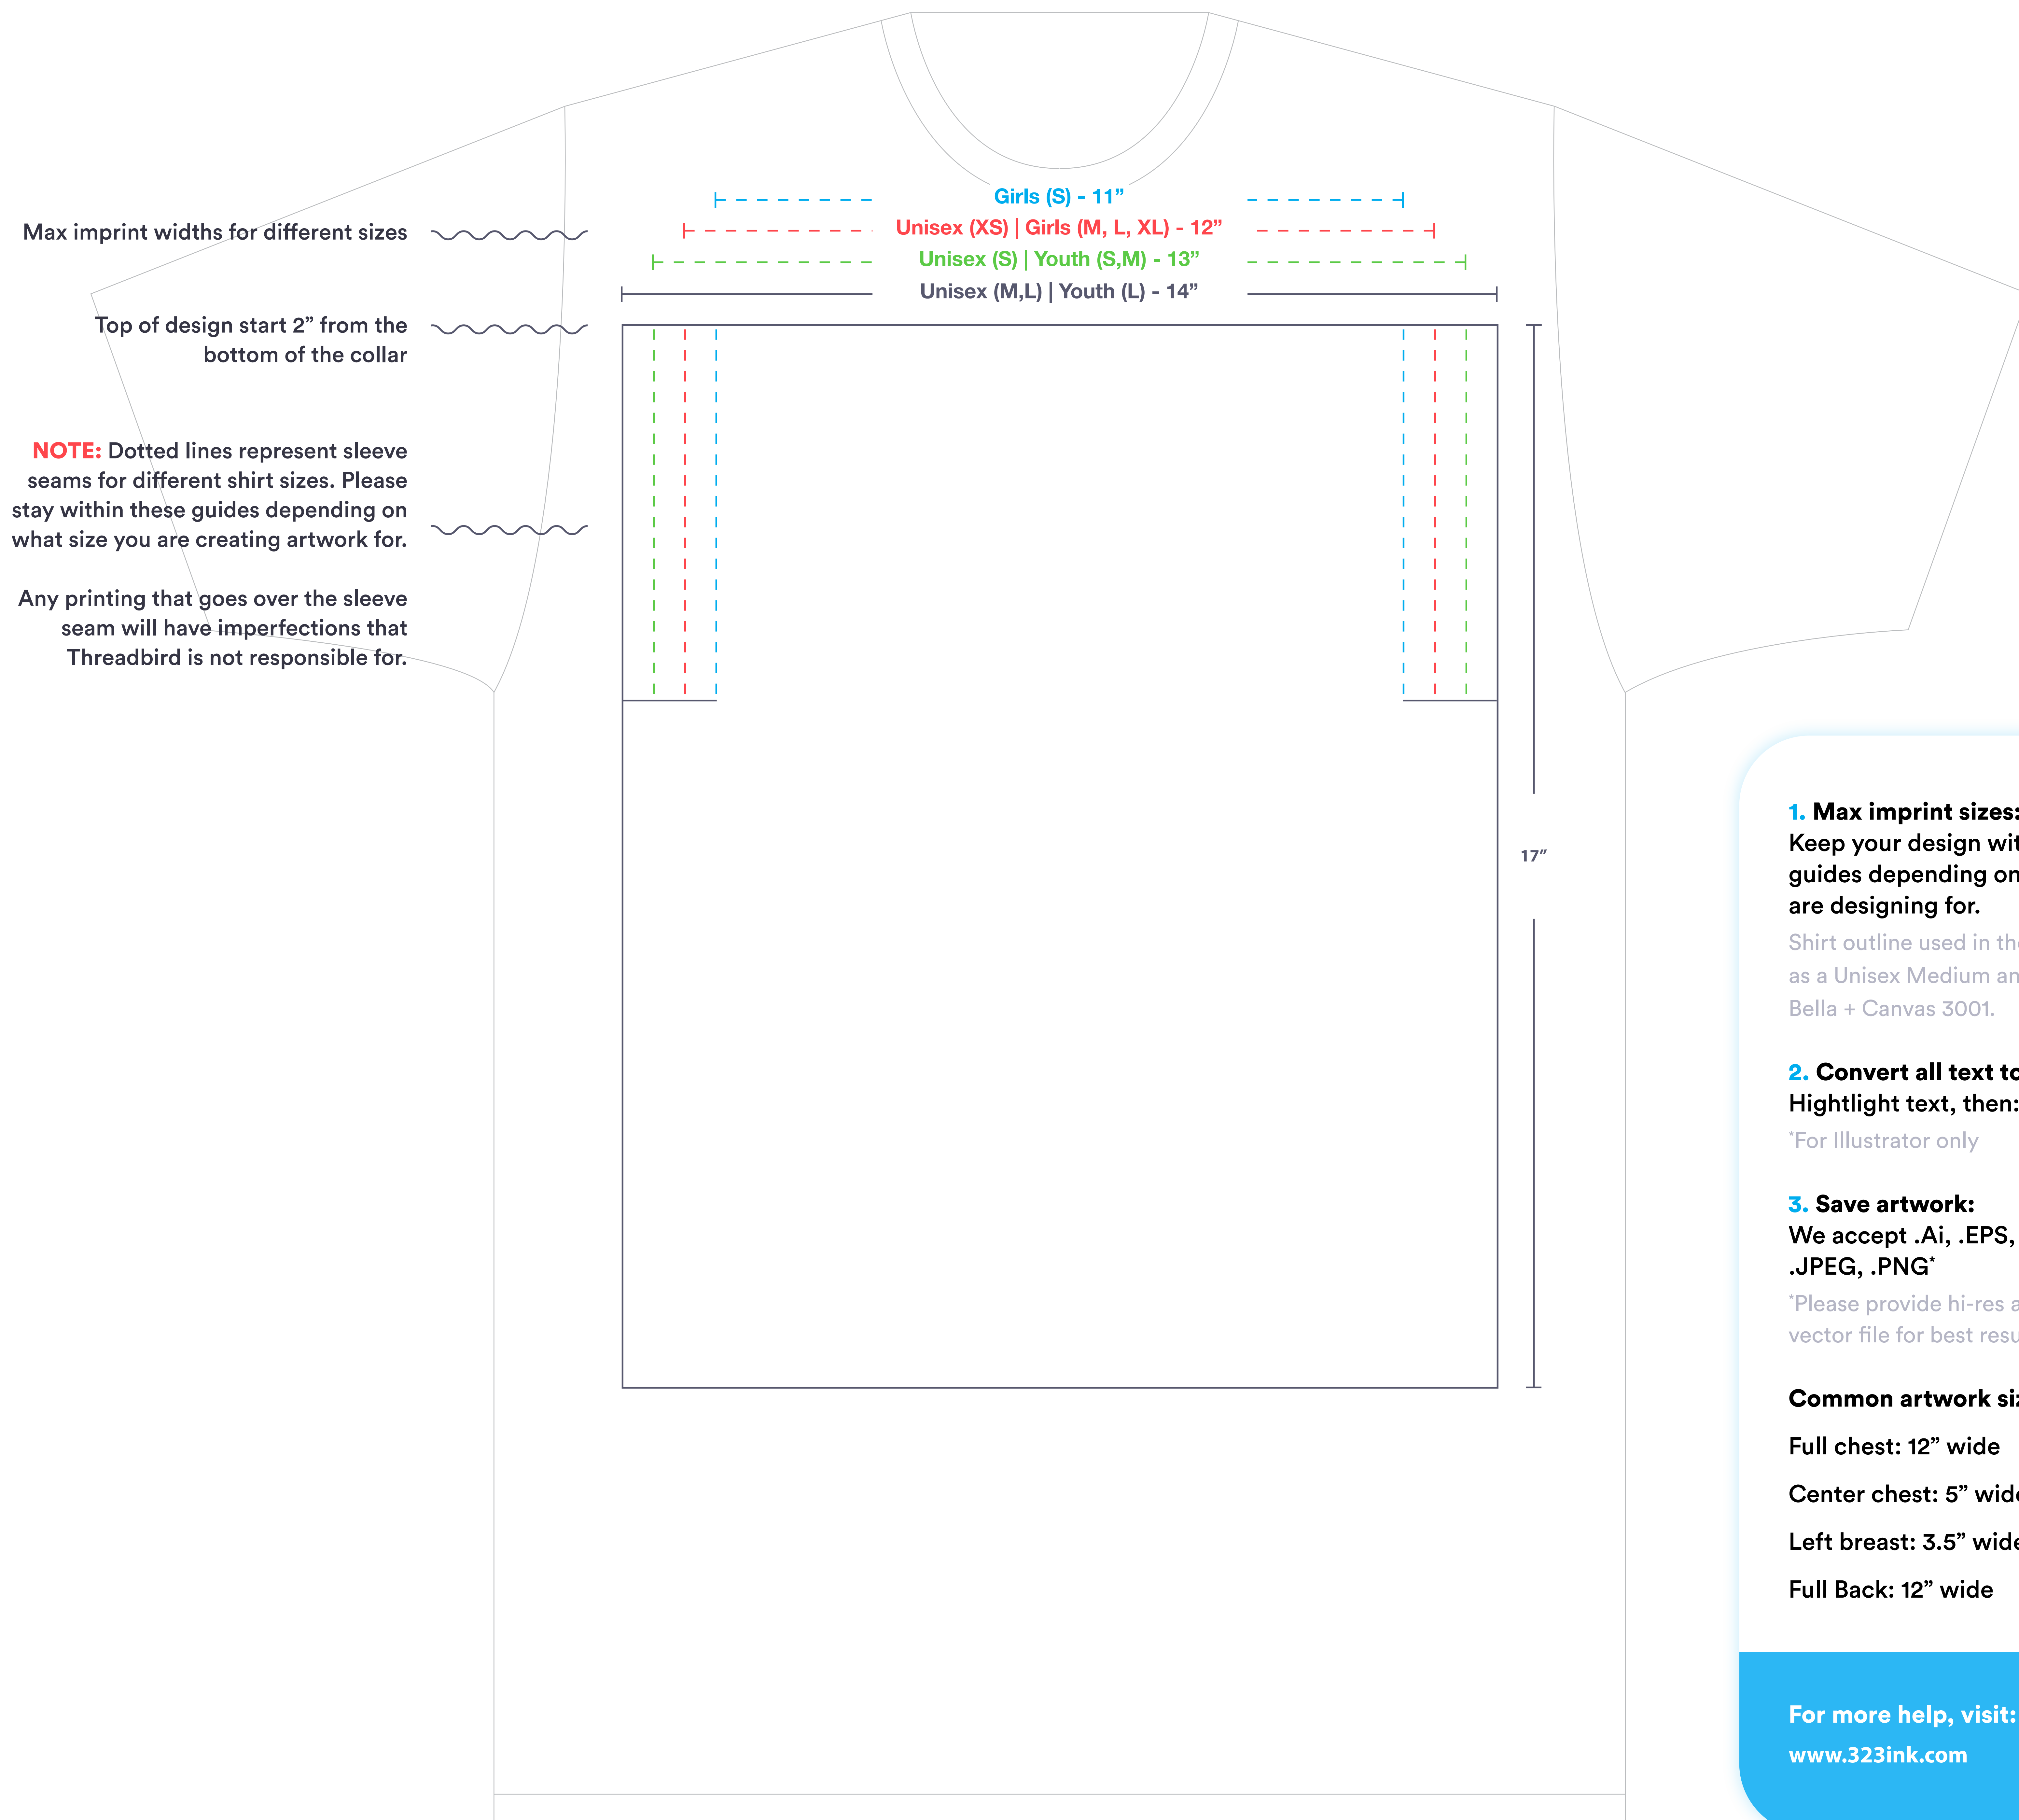 Girls (S) - 11”
Unisex (XS) | Girls (M, L, XL) - 12”
Unisex (S) | Youth (S,M) - 13”
Unisex (M,L) | Youth (L) - 14”
Max imprint widths for different sizes
Top of design start 2” from the
bottom of the collar
NOTE: Dotted lines represent sleeve
seams for different shirt sizes. Please
stay within these guides depending on
what size you are creating artwork for.
Any printing that goes over the sleeve
seam will have imperfections that
Threadbird is not responsible for.
17”
1. Max imprint sizes:
Keep your design
guides depending on
are designing for.
Shirt outline used in
as a Unisex Medium
Bella + Canvas 3001.
2. Convert all text
Hightlight text, then:
*For Illustrator only
3. Save artwork:
We accept .Ai, .EPS,
.JPEG, .PNG*
*Please provide hi-res
vector file for best
Common artwork
Full chest: 12” wide
Center chest: 5” wide
Left breast: 3.5” wide
Full Back: 12” wide
For more help, visit:
www.323ink.com